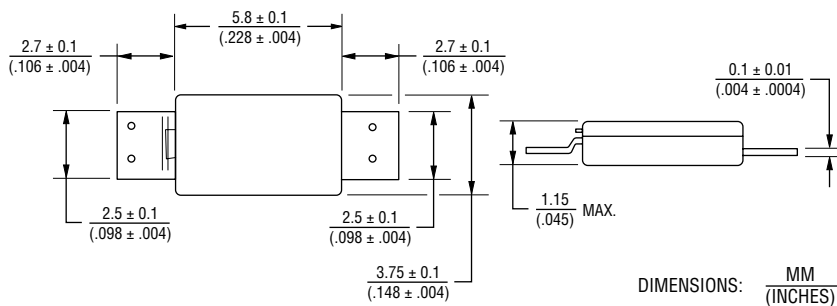 5.8 ± 0.1
(.228 ± .004)
2.7 ± 0.1
(.106 ± .004)
2.7 ± 0.1
(.106 ± .004)
0.1 ± 0.01
(.004 ± .0004)
2.5 ± 0.1
(.098 ± .004)
2.5 ± 0.1
(.098 ± .004)
1.15
(.045) MAX.
3.75 ± 0.1
(.148 ± .004)
DIMENSIONS: MM
(INCHES)